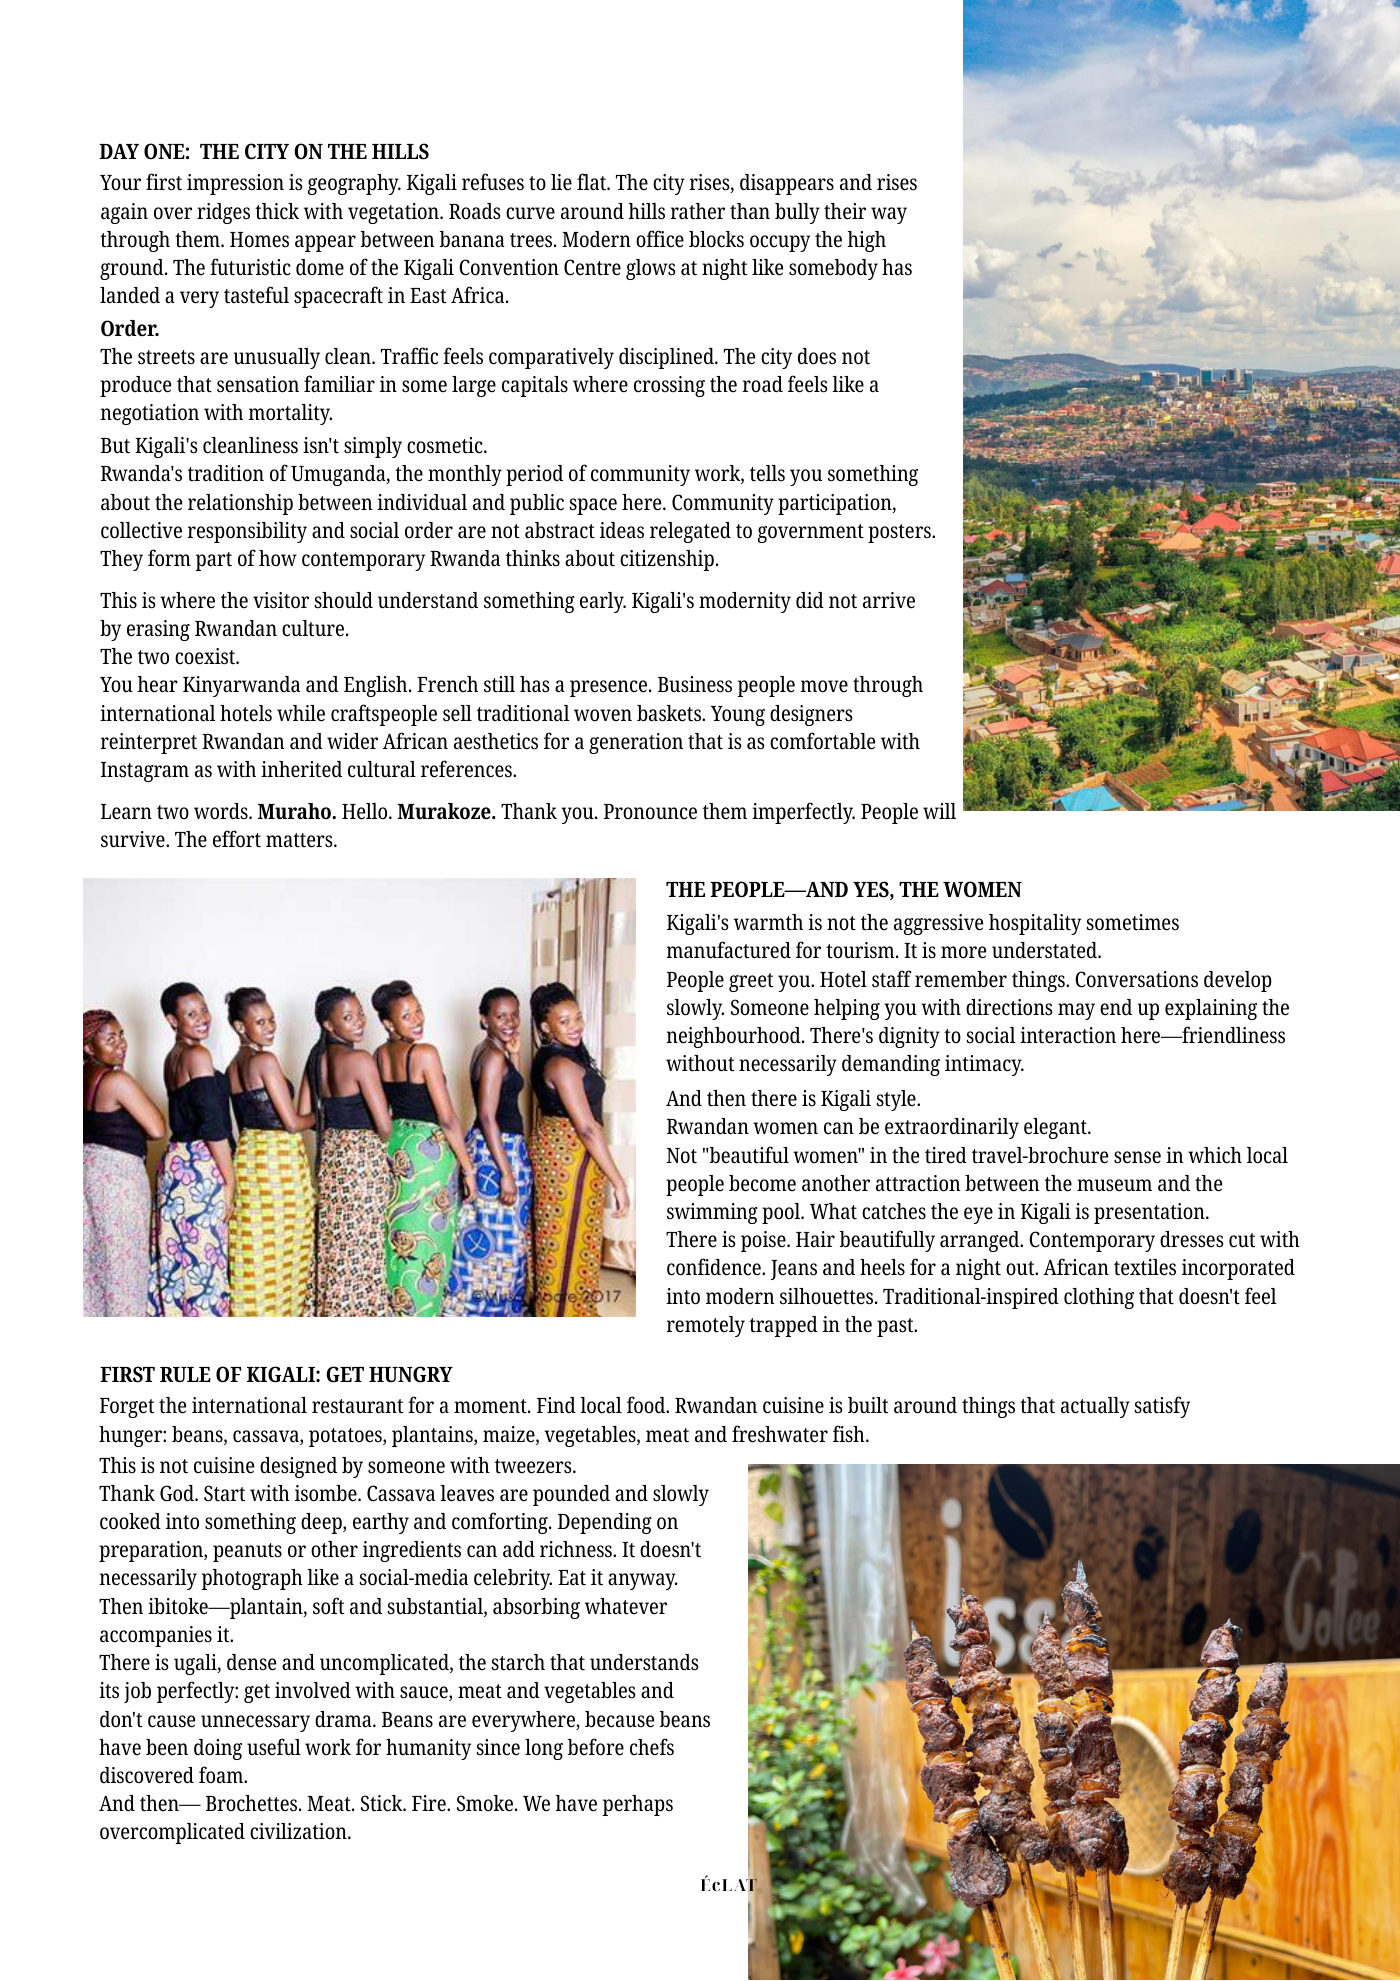 DAY ONE:  THE CITY ON THE HILLS
Your first impression is geography. Kigali refuses to lie flat. The city rises, disappears and rises
again over ridges thick with vegetation. Roads curve around hills rather than bully their way
through them. Homes appear between banana trees. Modern office blocks occupy the high
ground. The futuristic dome of the Kigali Convention Centre glows at night like somebody has
landed a very tasteful spacecraft in East Africa.
Order.
The streets are unusually clean. Traffic feels comparatively disciplined. The city does not
produce that sensation familiar in some large capitals where crossing the road feels like a
negotiation with mortality.
But Kigali's cleanliness isn't simply cosmetic.
Rwanda's tradition of Umuganda, the monthly period of community work, tells you something
about the relationship between individual and public space here. Community participation,
collective responsibility and social order are not abstract ideas relegated to government posters.
They form part of how contemporary Rwanda thinks about citizenship.
This is where the visitor should understand something early. Kigali's modernity did not arrive
by erasing Rwandan culture.
The two coexist.
You hear Kinyarwanda and English. French still has a presence. Business people move through
international hotels while craftspeople sell traditional woven baskets. Young designers
reinterpret Rwandan and wider African aesthetics for a generation that is as comfortable with
Instagram as with inherited cultural references.
Learn two words. Muraho. Hello. Murakoze. Thank you. Pronounce them imperfectly. People will
survive. The effort matters.
THE PEOPLE—AND YES, THE WOMEN
Kigali's warmth is not the aggressive hospitality sometimes
manufactured for tourism. It is more understated.
People greet you. Hotel staff remember things. Conversations develop
slowly. Someone helping you with directions may end up explaining the
neighbourhood. There's dignity to social interaction here—friendliness
without necessarily demanding intimacy.
And then there is Kigali style.
Rwandan women can be extraordinarily elegant.
Not "beautiful women" in the tired travel-brochure sense in which local
people become another attraction between the museum and the
swimming pool. What catches the eye in Kigali is presentation.
There is poise. Hair beautifully arranged. Contemporary dresses cut with
confidence. Jeans and heels for a night out. African textiles incorporated
into modern silhouettes. Traditional-inspired clothing that doesn't feel
remotely trapped in the past.
2017
FIRST RULE OF KIGALI: GET HUNGRY
Forget the international restaurant for a moment. Find local food. Rwandan cuisine is built around things that actually satisfy
hunger: beans, cassava, potatoes, plantains, maize, vegetables, meat and freshwater fish.
This is not cuisine designed by someone with tweezers.
Thank God. Start with isombe. Cassava leaves are pounded and slowly
cooked into something deep, earthy and comforting. Depending on
preparation, peanuts or other ingredients can add richness. It doesn't
necessarily photograph like a social-media celebrity. Eat it anyway.
Then ibitoke—plantain, soft and substantial, absorbing whatever
accompanies it.
There is ugali, dense and uncomplicated, the starch that understands
its job perfectly: get involved with sauce, meat and vegetables and
don't cause unnecessary drama. Beans are everywhere, because beans
have been doing useful work for humanity since long before chefs
discovered foam.
And then— Brochettes. Meat. Stick. Fire. Smoke. We have perhaps
overcomplicated civilization.
Coffee
ÉcLAT